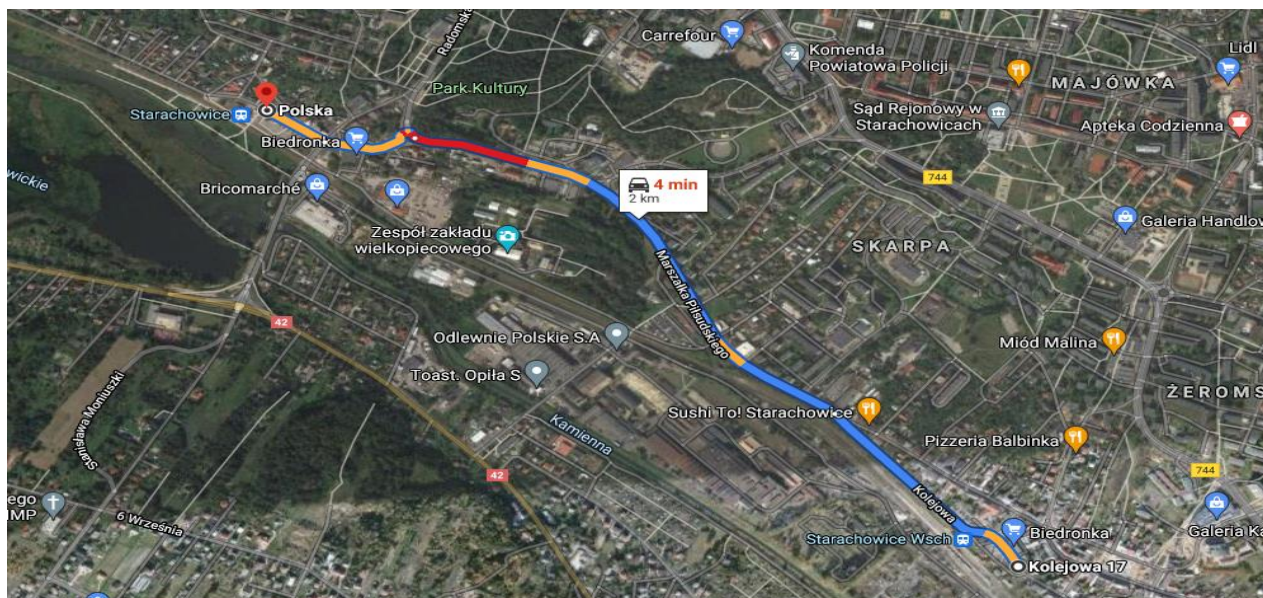 Carrefour
Komenda
Powiatowa Policji
Lidl
MAJÓWKA
Radomska
Park Kultury
Polska
Starachowice
Biedronka
Sąd Rejonowy w
Starachowicach
Apteka Codzienna
wickie
Bricomarché
4 min
2 km
744
Galeria Handlow
Zespół zakładu
wielkopiecowego
SKARPA
Marszałka Piłsudskiego
42
Odlewnie Polskie S.A
Miód Malina
Toast. Opiła S
ŻEROMS
Stanisława Moniuszki
Sushi To! Starachowice
Kamienna
Pizzeria Balbinka
42
744
Kolejowa
ego
IMP
6 Września
Starachowice Wsch
Biedronka
Galeria Ka
Kolejowa 17